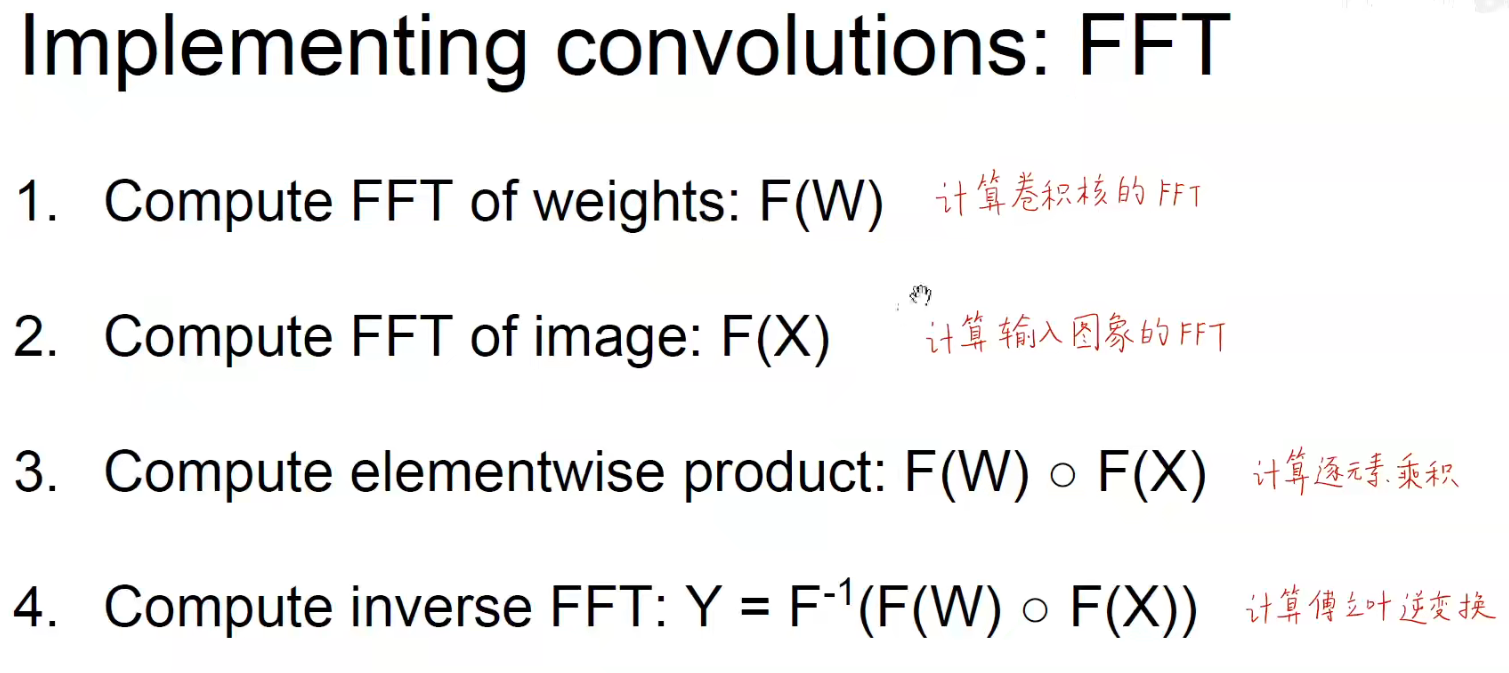 Implementing convolutions: FFT
1. Compute FFT of weights: F(W) 计算卷积核的FFT
2. Compute FFT of image: F(X) 计算输入图象的FFT
3. Compute elementwise product: F(W) ○ F(X) 计算逐元素乘积
4. Compute inverse FFT: Y = F⁻¹(F(W) ○ F(X)) 计算傅立叶逆变换